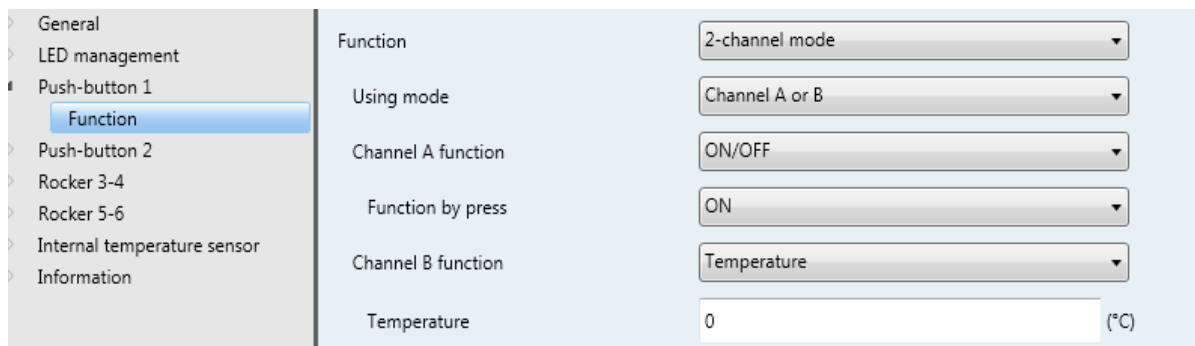 General
LED management
Push-button 1
Function
Push-button 2
Rocker 3-4
Rocker 5-6
Internal temperature sensor
Information
Function 2-channel mode
Using mode Channel A or B
Channel A function ON/OFF
Function by press ON
Channel B function Temperature
Temperature 0 (°C)